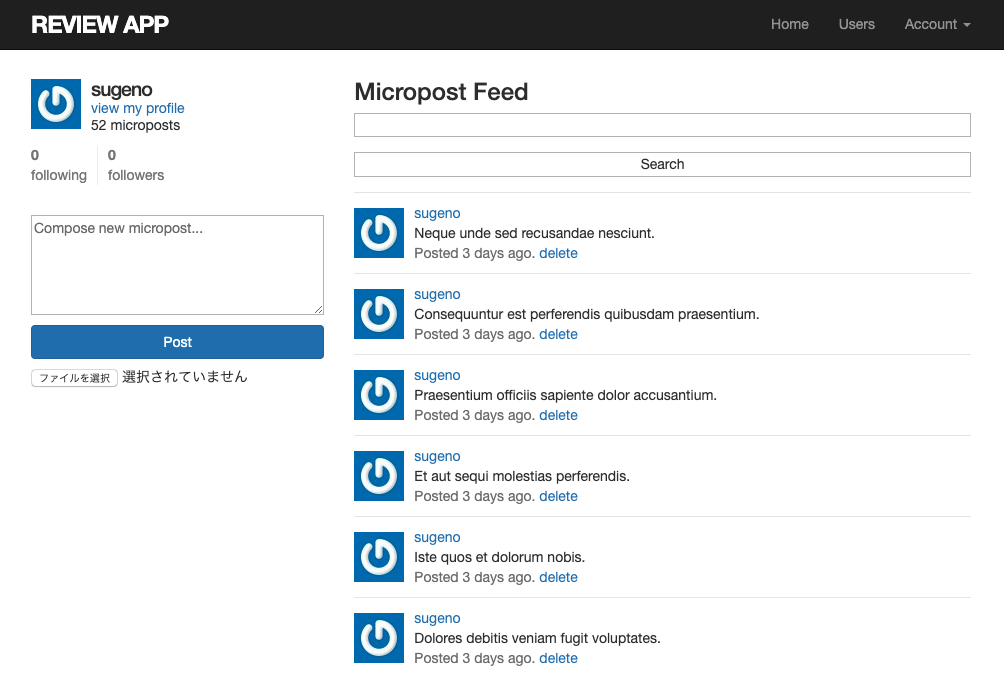 REVIEW APP
Home Users Account
sugeno
view my profile
52 microposts
0 0
following followers
Compose new micropost...
Post
ファイルを選択 選択されていません
Micropost Feed
Search
sugeno
Neque unde sed recusandae nesciunt.
Posted 3 days ago. delete
sugeno
Consequuntur est perferendis quibusdam praesentium.
Posted 3 days ago. delete
sugeno
Praesentium officiis sapiente dolor accusantium.
Posted 3 days ago. delete
sugeno
Et aut sequi molestias perferendis.
Posted 3 days ago. delete
sugeno
Iste quos et dolorum nobis.
Posted 3 days ago. delete
sugeno
Dolores debitis veniam fugit voluptates.
Posted 3 days ago. delete